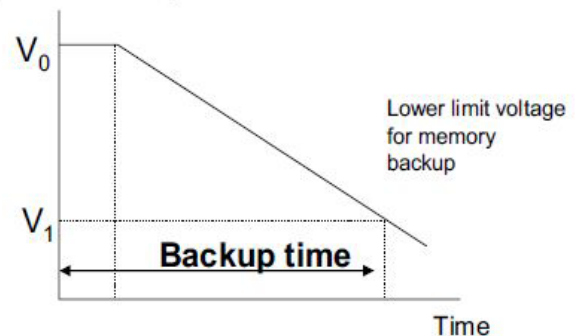 V0
Lower limit voltage
for memory
backup
V1
Backup time
Time